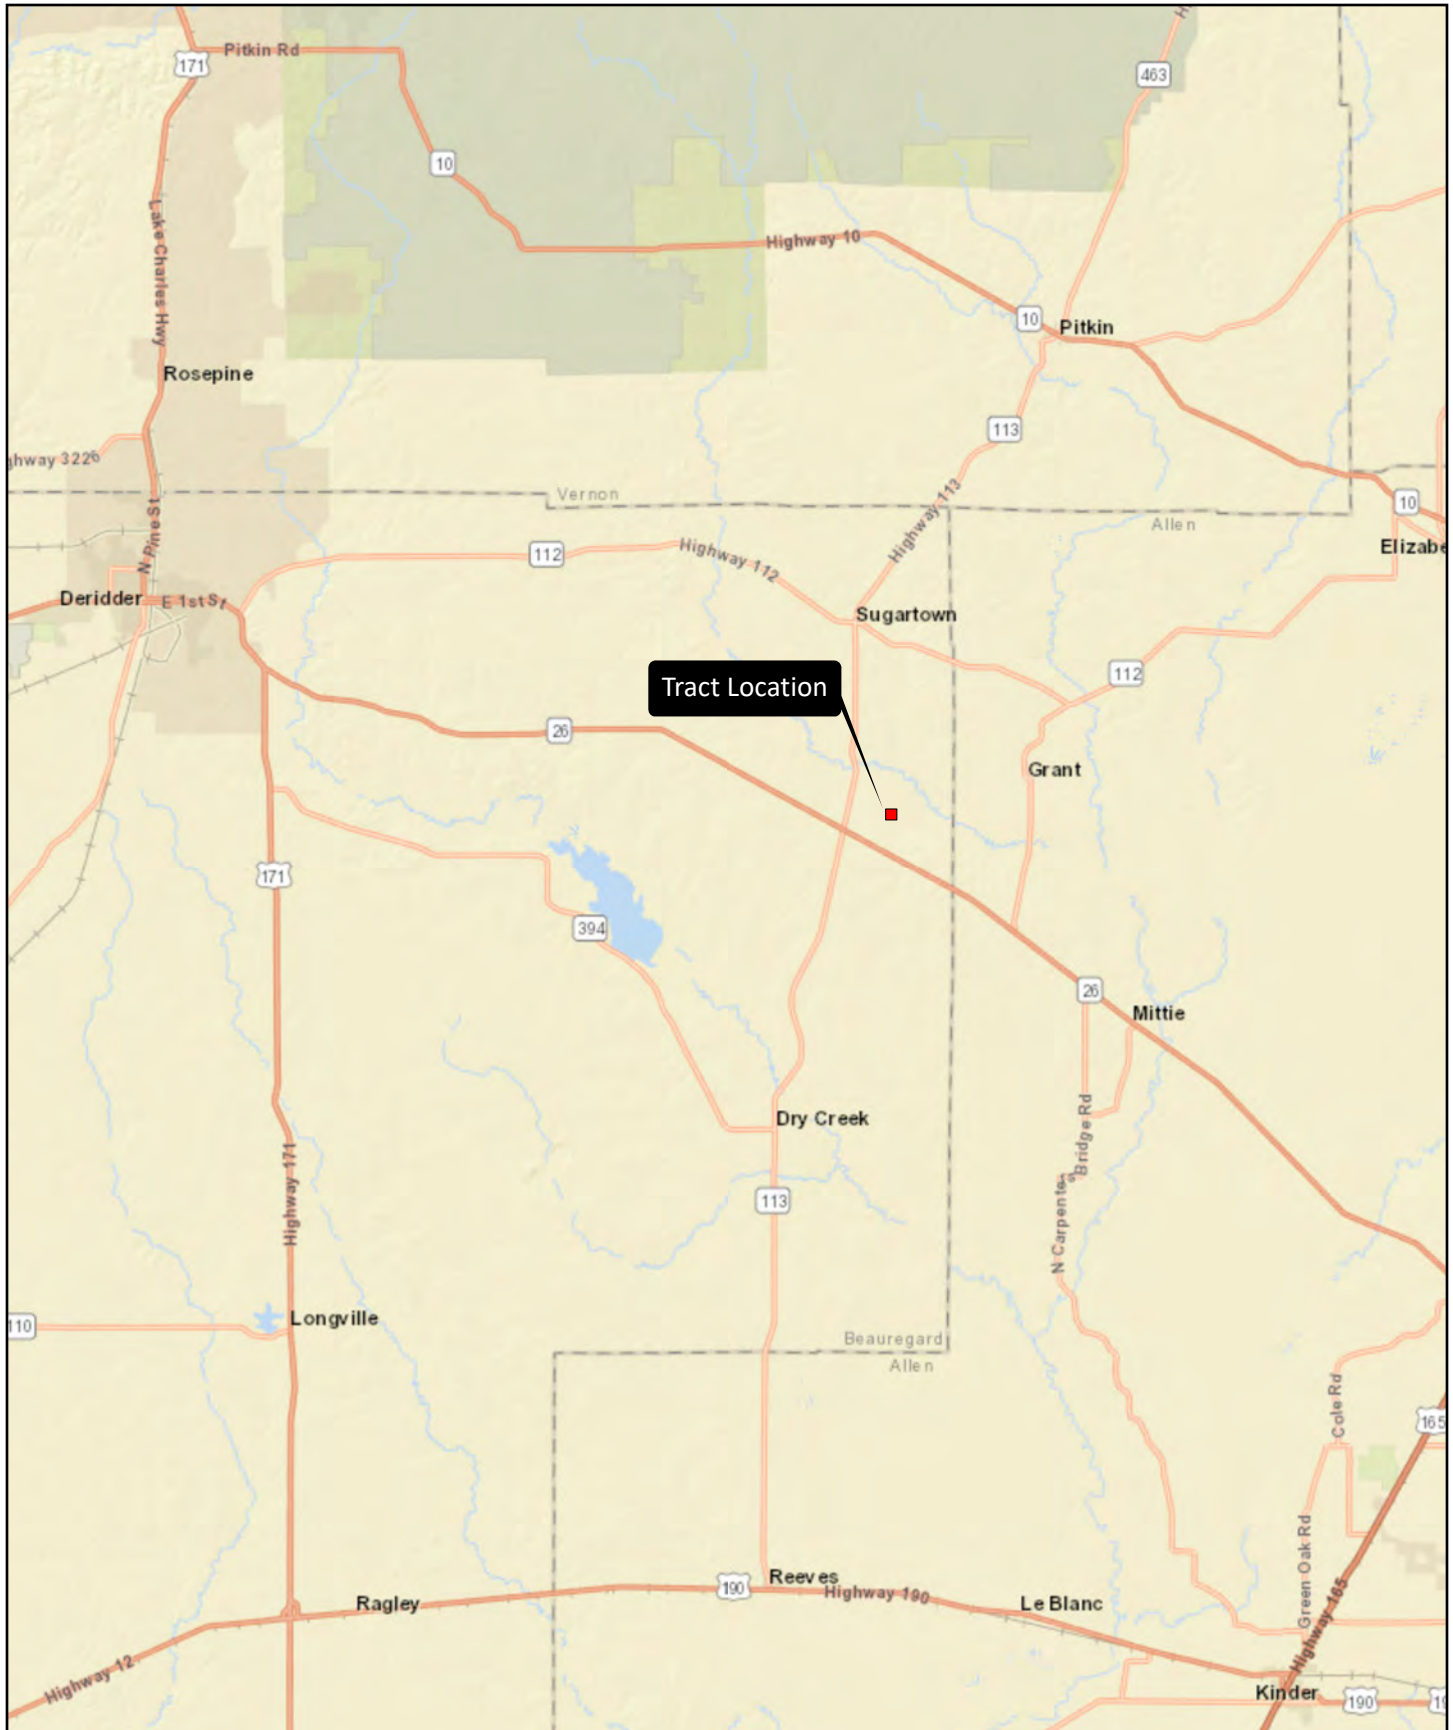 H
171
Pitkin Rd
463
10
Lake Charles Hwy
Highway 10
10
Pitkin
Rosepine
113
ghway 3226
Vernon
Highway 113
10
Allen
N Pine St
112
Highway 112
Elizabe
Deridder
E 1st St
Sugartown
112
Tract Location
26
Grant
171
394
26
Mittie
Dry Creek
N Carpente
Bridge Rd
Highway 171
113
110
Longville
Beauregard
Allen
Cole Rd
165
Green Oak Rd
190
Reeves
Highway 190
Ragley
Le Blanc
Highway 165
Highway 12
Kinder
190
19